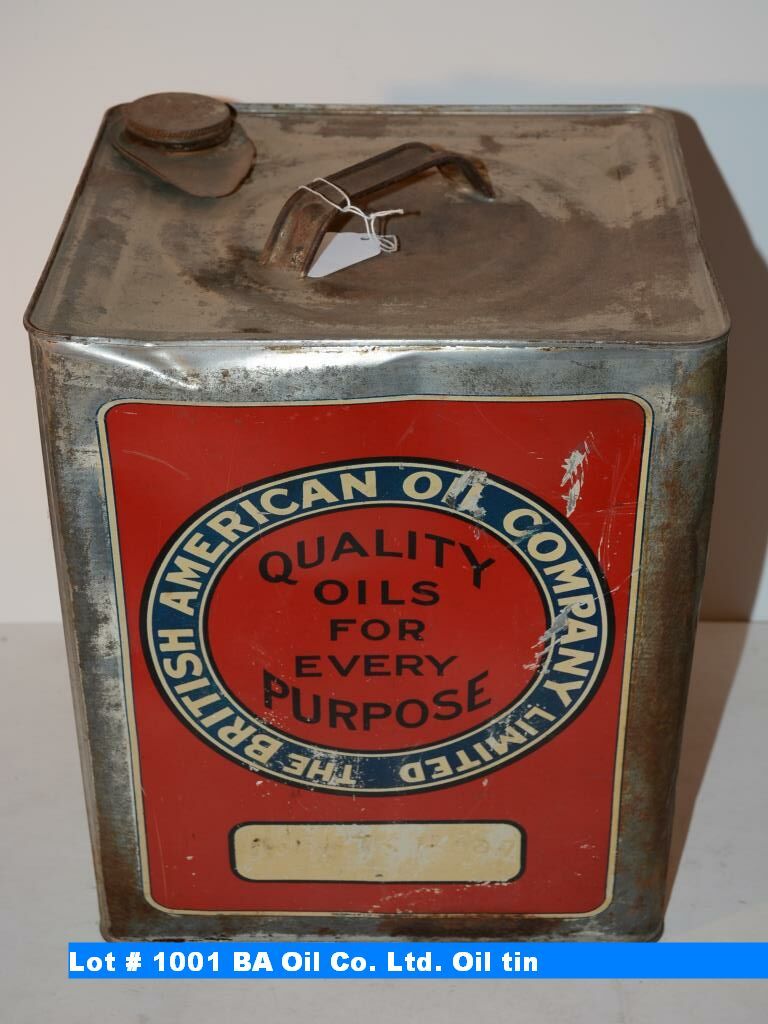 THE BRITISH AMERICAN OIL COMPANY LIMITED
QUALITY
OILS
FOR
EVERY
PURPOSE
Lot # 1001 BA Oil Co. Ltd. Oil tin